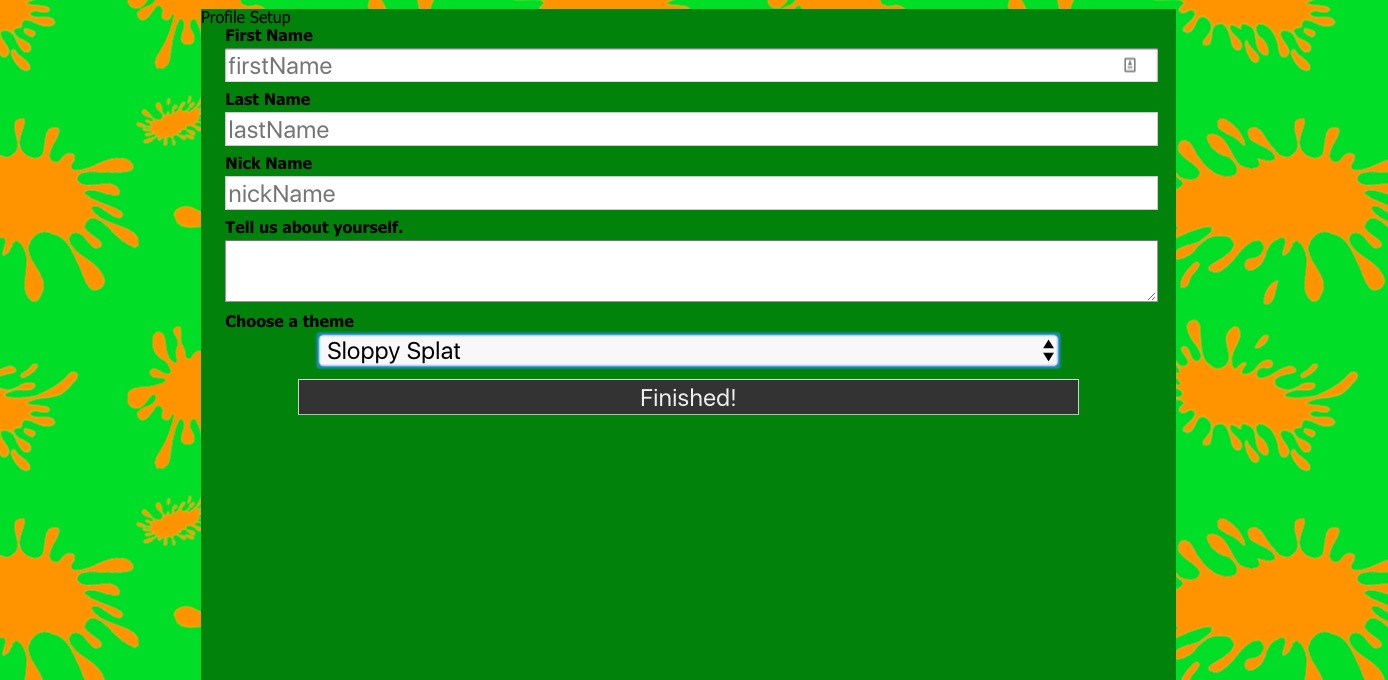 Profile Setup
First Name
firstName
Last Name
lastName
Nick Name
nickName
Tell us about yourself.
Choose a theme
Sloppy Splat
Finished!